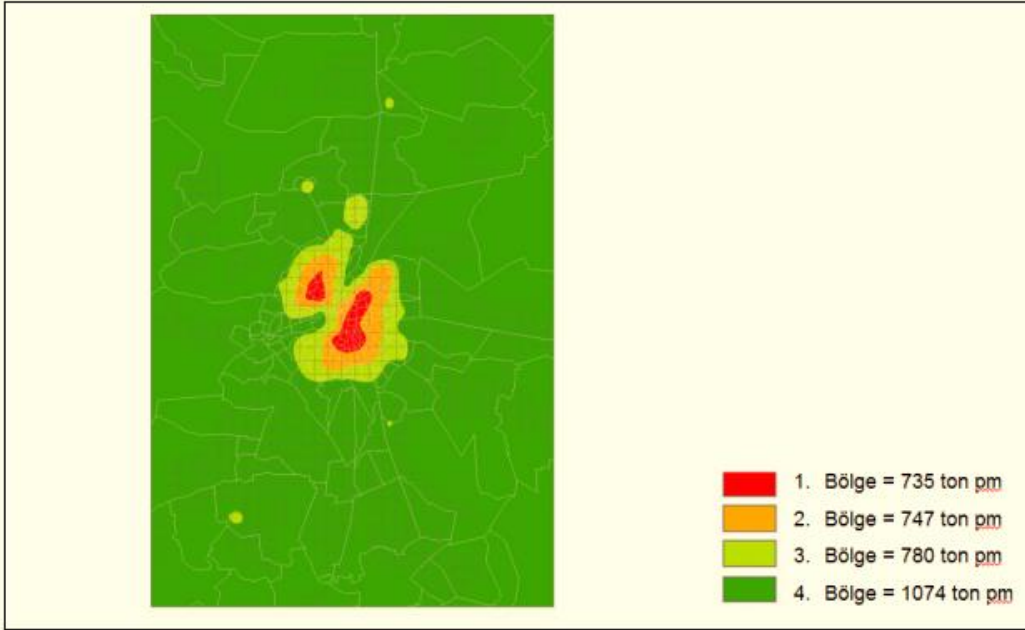 1. Bölge = 735 ton pm
2. Bölge = 747 ton pm
3. Bölge = 780 ton pm
4. Bölge = 1074 ton pm